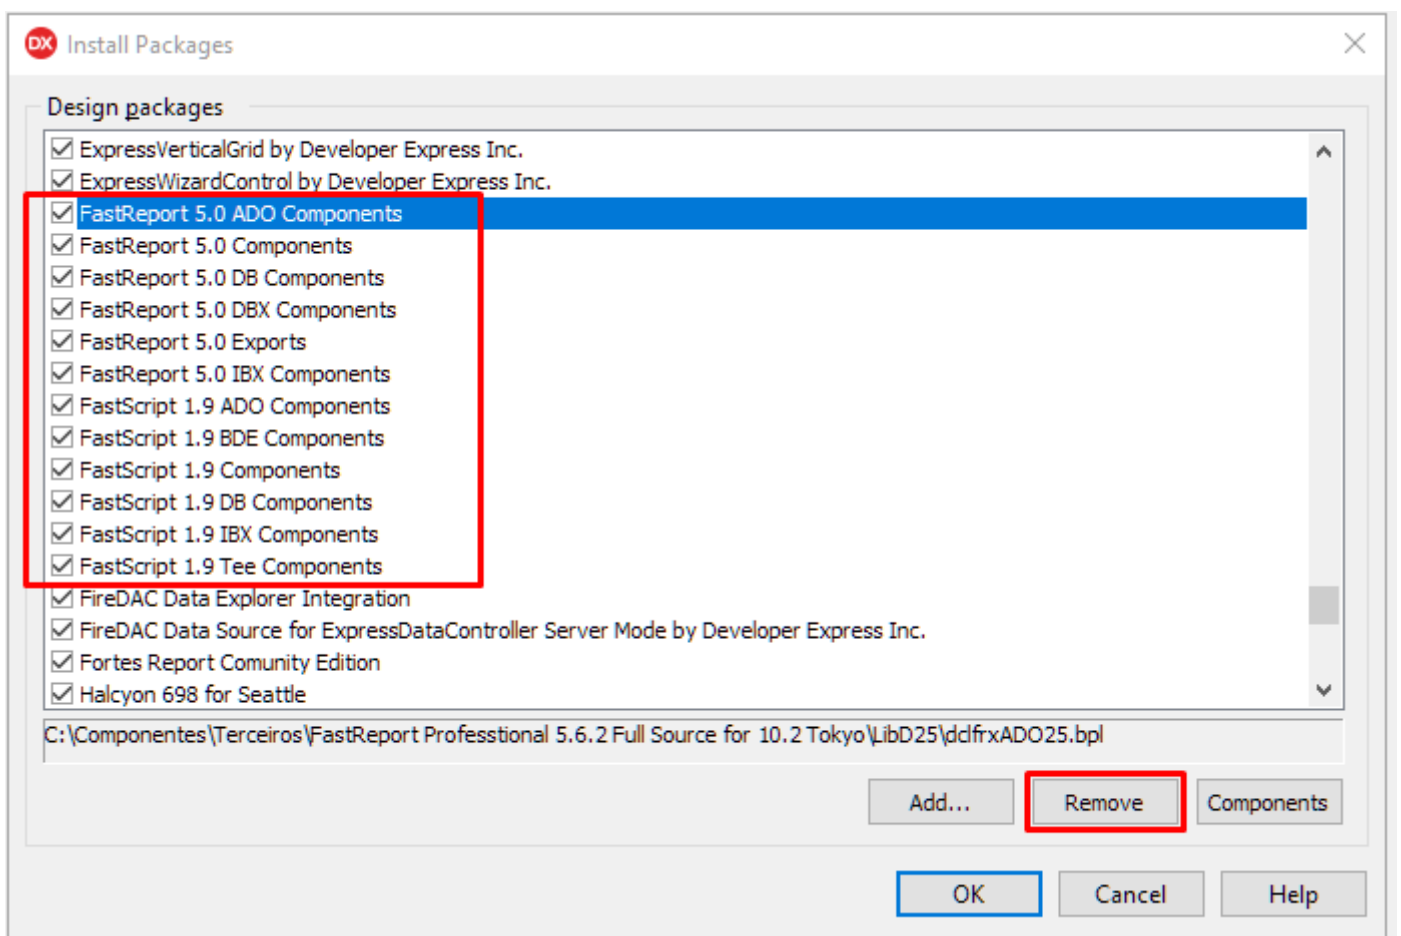 DX Install Packages
Design packages
ExpressVerticalGrid by Developer Express Inc.
ExpressWizardControl by Developer Express Inc.
FastReport 5.0 ADO Components
FastReport 5.0 Components
FastReport 5.0 DB Components
FastReport 5.0 DBX Components
FastReport 5.0 Exports
FastReport 5.0 IBX Components
FastScript 1.9 ADO Components
FastScript 1.9 BDE Components
FastScript 1.9 Components
FastScript 1.9 DB Components
FastScript 1.9 IBX Components
FastScript 1.9 Tee Components
FireDAC Data Explorer Integration
FireDAC Data Source for ExpressDataController Server Mode by Developer Express Inc.
Fortes Report Comunity Edition
Halcyon 698 for Seattle
C:\Componentes\Terceiros\FastReport Professtional 5.6.2 Full Source for 10.2 Tokyo\LibD25\dclfrxADO25.bpl
Add... Remove Components
OK Cancel Help